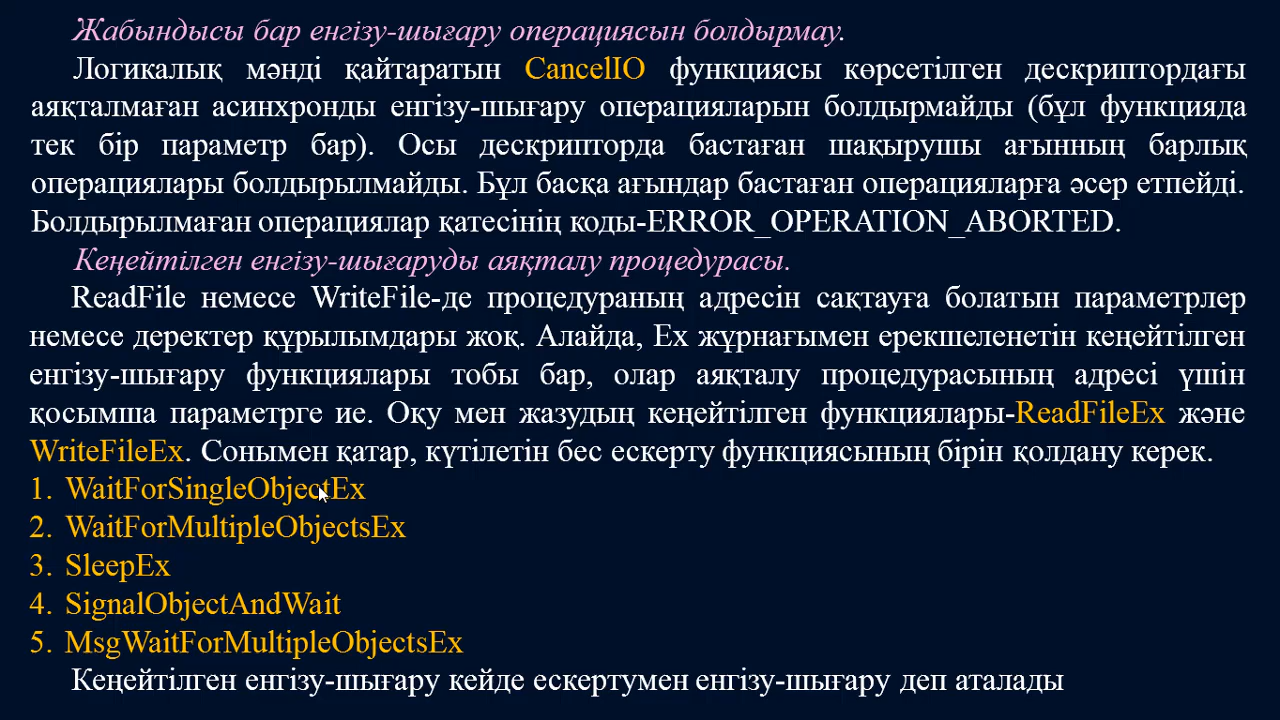 Жабындысы бар енгізу-шығару операциясын болдырмау.
Логикалық мәнді қайтаратын CancelIO функциясы көрсетілген дескриптордағы
аяқталмаған асинхронды енгізу-шығару операцияларын болдырмайды (бұл функцияда
тек бір параметр бар). Осы дескрипторда бастаған шақырушы ағынның барлық
операциялары болдырылмайды. Бұл басқа ағындар бастаған операцияларға әсер етпейді.
Болдырылмаған операциялар қатесінің коды-ERROR_OPERATION_ABORTED.
Кеңейтілген енгізу-шығаруды аяқталу процедурасы.
ReadFile немесе WriteFile-де процедураның адресін сақтауға болатын параметрлер
немесе деректер құрылымдары жоқ. Алайда, Ex жұрнағымен ерекшеленетін кеңейтілген
енгізу-шығару функциялары тобы бар, олар аяқталу процедурасының адресі үшін
қосымша параметрге ие. Оқу мен жазудың кеңейтілген функциялары-ReadFileEx және
WriteFileEx. Сонымен қатар, күтілетін бес ескерту функциясының бірін қолдану керек.
1. WaitForSingleObjectEx
2. WaitForMultipleObjectsEx
3. SleepEx
4. SignalObjectAndWait
5. MsgWaitForMultipleObjectsEx
Кеңейтілген енгізу-шығару кейде ескертумен енгізу-шығару деп аталады